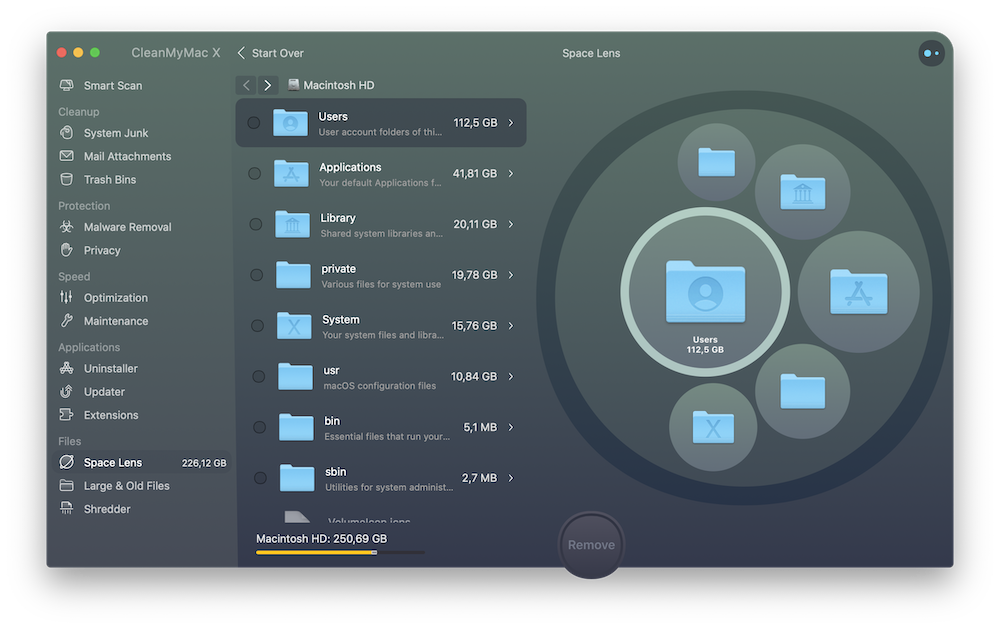 CleanMyMac X
Start Over
Space Lens
Smart Scan
Cleanup
System Junk
Mail Attachments
Trash Bins
Protection
Malware Removal
Privacy
Speed
Optimization
Maintenance
Applications
Uninstaller
Updater
Extensions
Files
Space Lens 226,12 GB
Large & Old Files
Shredder
Macintosh HD
Users
User account folders of thi...
112,5 GB
Applications
Your default Applications f...
41,81 GB
Library
Shared system libraries an...
20,11 GB
private
Various files for system use
19,78 GB
System
Your system files and libra...
15,76 GB
usr
macOS configuration files
10,84 GB
bin
Essential files that run your...
5,1 MB
sbin
Utilities for system administ...
2,7 MB
Macintosh HD: 250,69 GB
Users
112,5 GB
Remove